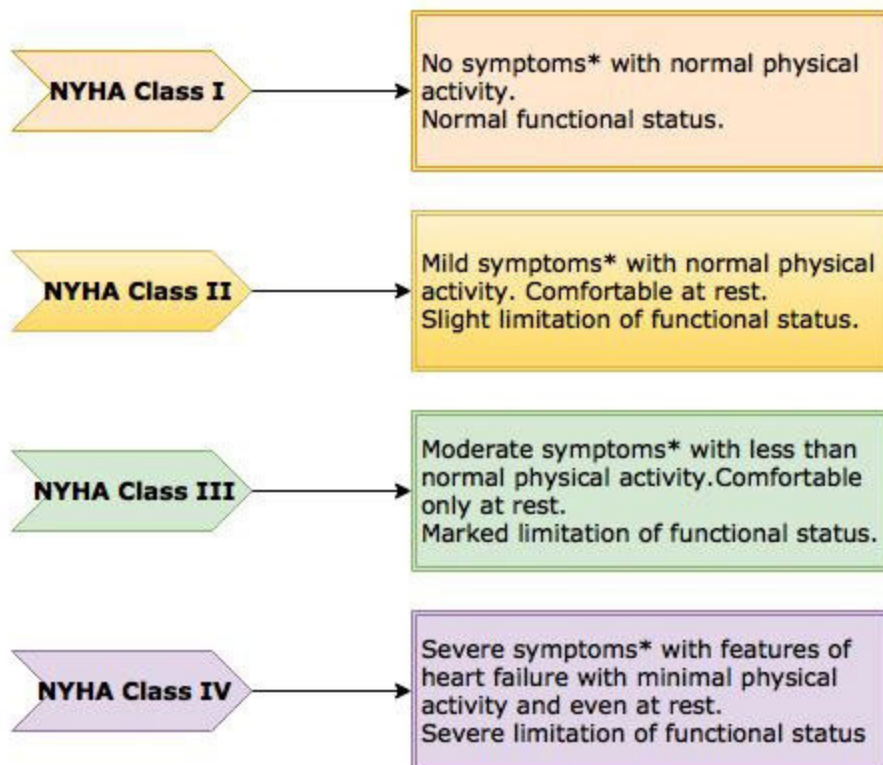 NYHA Class I
No symptoms* with normal physical
activity.
Normal functional status.
NYHA Class II
Mild symptoms* with normal physical
activity. Comfortable at rest.
Slight limitation of functional status.
NYHA Class III
Moderate symptoms* with less than
normal physical activity.Comfortable
only at rest.
Marked limitation of functional status.
NYHA Class IV
Severe symptoms* with features of
heart failure with minimal physical
activity and even at rest.
Severe limitation of functional status